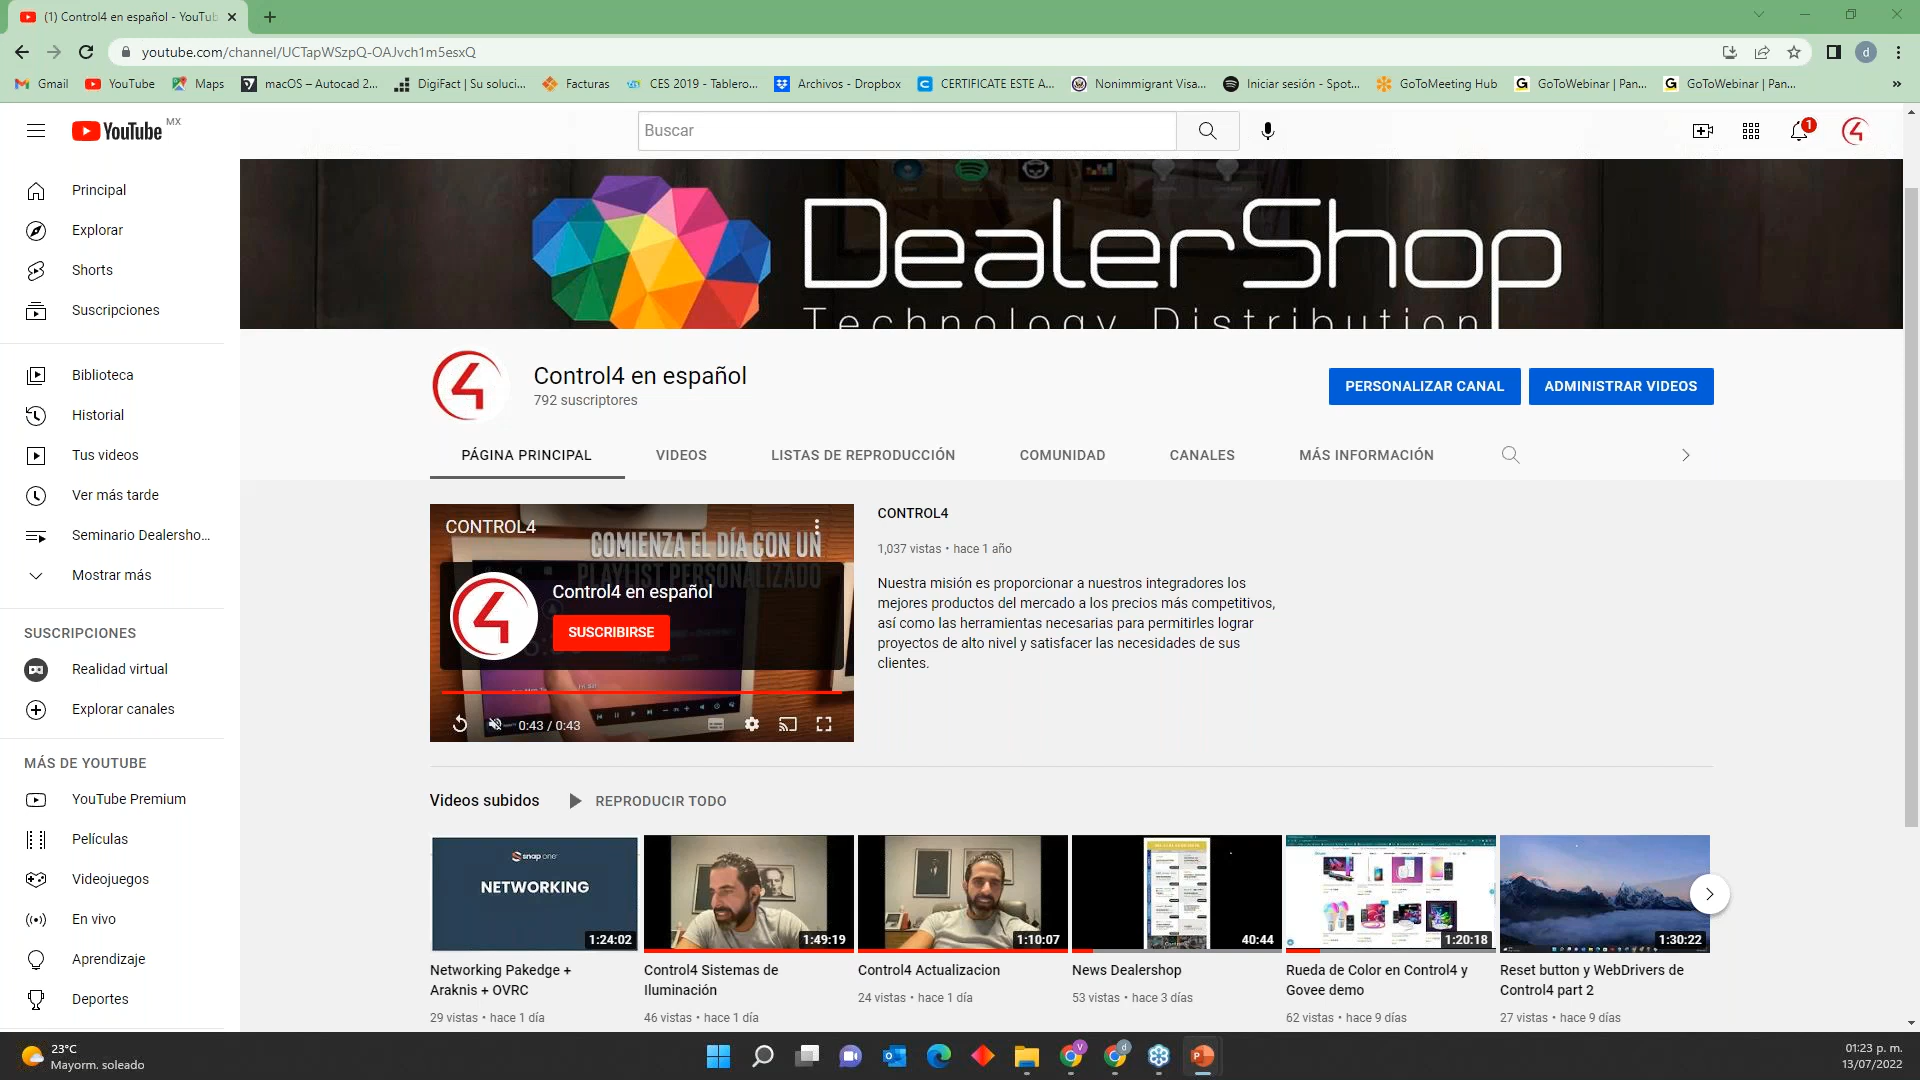 (1) Control4 en español - YouTub
youtube.com/channel/UCTapWSzpQ-OAJvch1m5esxQ
d
Gmail
YouTube
Maps
macOS – Autocad 2...
DigiFact | Su soluci...
Facturas
CES 2019 - Tablero...
Archivos - Dropbox
CERTIFICATE ESTE A...
Nonimmigrant Visa...
Iniciar sesión - Spot...
GoToMeeting Hub
GoToWebinar | Pan...
GoToWebinar | Pan...
YouTube MX
Buscar
1
Principal
Explorar
Shorts
Suscripciones
Biblioteca
Historial
Tus videos
Ver más tarde
Seminario Dealersho...
Mostrar más
SUSCRIPCIONES
Realidad virtual
Explorar canales
MÁS DE YOUTUBE
YouTube Premium
Películas
Videojuegos
En vivo
Aprendizaje
Deportes
DealerShop
Technology Distribution
Control4 en español
792 suscriptores
PERSONALIZAR CANAL
ADMINISTRAR VIDEOS
PÁGINA PRINCIPAL
VIDEOS
LISTAS DE REPRODUCCIÓN
COMUNIDAD
CANALES
MÁS INFORMACIÓN
CONTROL4
COMIENZA EL DÍA CON UN
PLAYLIST PERSONALIZADO
Control4 en español
SUSCRIBIRSE
0:43 / 0:43
CONTROL4
1,037 vistas • hace 1 año
Nuestra misión es proporcionar a nuestros integradores los
mejores productos del mercado a los precios más competitivos,
así como las herramientas necesarias para permitirles lograr
proyectos de alto nivel y satisfacer las necesidades de sus
clientes.
Videos subidos
REPRODUCIR TODO
snap one
NETWORKING
1:24:02
Networking Pakedge +
Araknis + OVRC
29 vistas • hace 1 día
1:49:19
Control4 Sistemas de
Iluminación
46 vistas • hace 1 día
1:10:07
Control4 Actualizacion
24 vistas • hace 1 día
40:44
News Dealershop
53 vistas • hace 3 días
1:20:18
Rueda de Color en Control4 y
Govee demo
62 vistas • hace 9 días
1:30:22
Reset button y WebDrivers de
Control4 part 2
27 vistas • hace 9 días
23°C
Mayorm. soleado
01:23 p. m.
13/07/2022